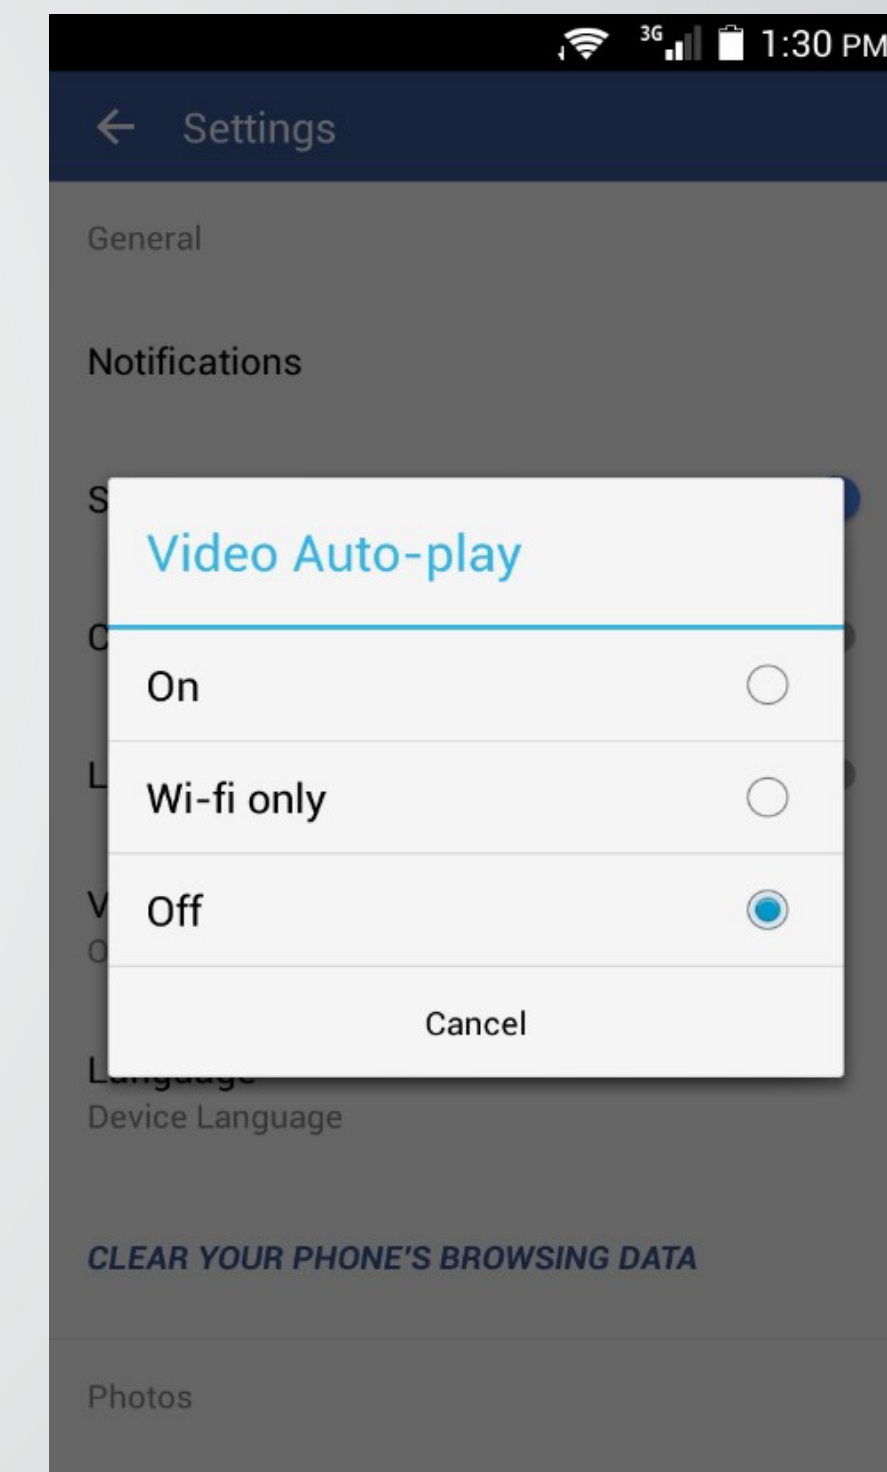 3G 1:30 PM
Settings
General
Notifications
S
Video Auto-play
C
On
L
Wi-fi only
V
Off
O
Cancel
Language
Device Language
CLEAR YOUR PHONE'S BROWSING DATA
Photos